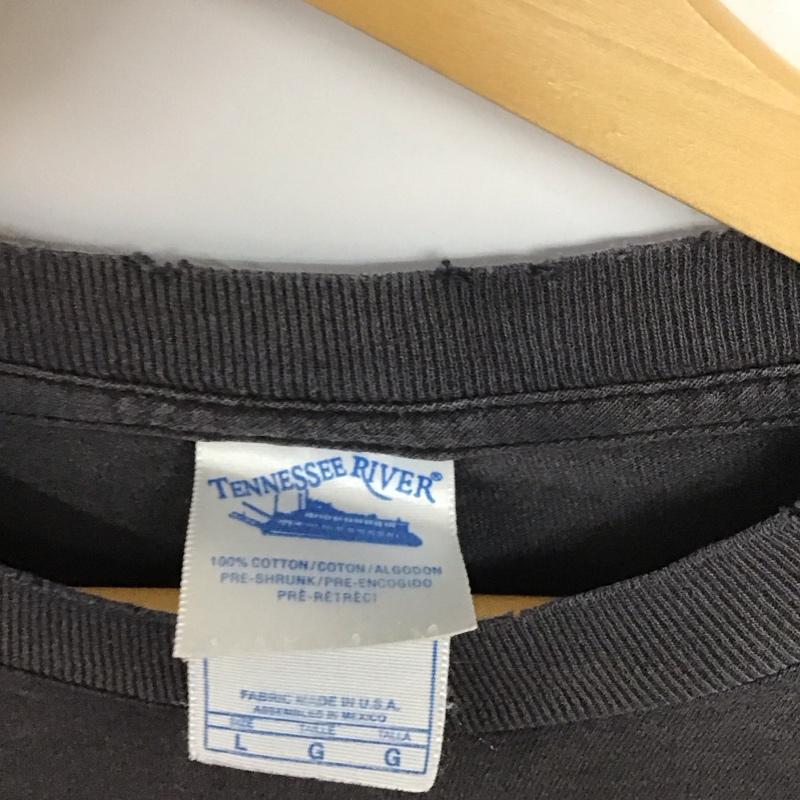 TENNESSEE RIVER®
100% COTTON/COTON/ALGODON
PRE-SHRUNK/PRE-ENCOGIDO
PRÉ-RÉTRÉCI
FABRIC MADE IN U.S.A.
ASSEMBLED IN MEXICO
SIZE TAILLE TALLA
L G G